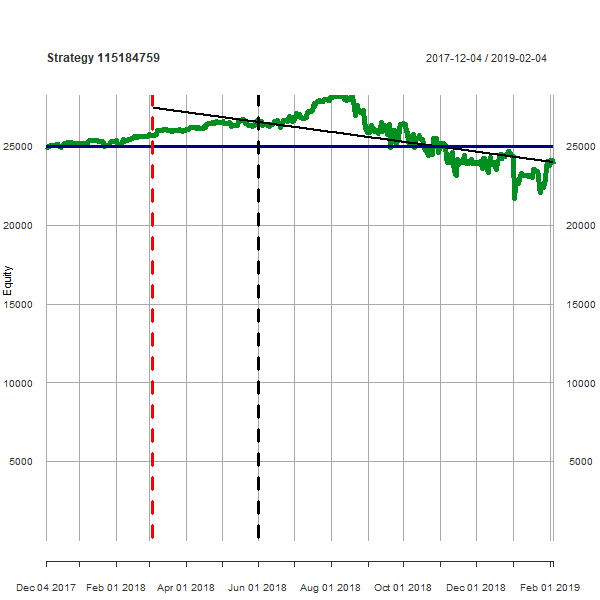 Strategy 115184759
2017-12-04 / 2019-02-04
25000 25000
20000 20000
15000 15000
10000 10000
5000 5000
Equity
Dec 04 2017 Feb 01 2018 Apr 01 2018 Jun 01 2018 Aug 01 2018 Oct 01 2018 Dec 01 2018 Feb 01 2019